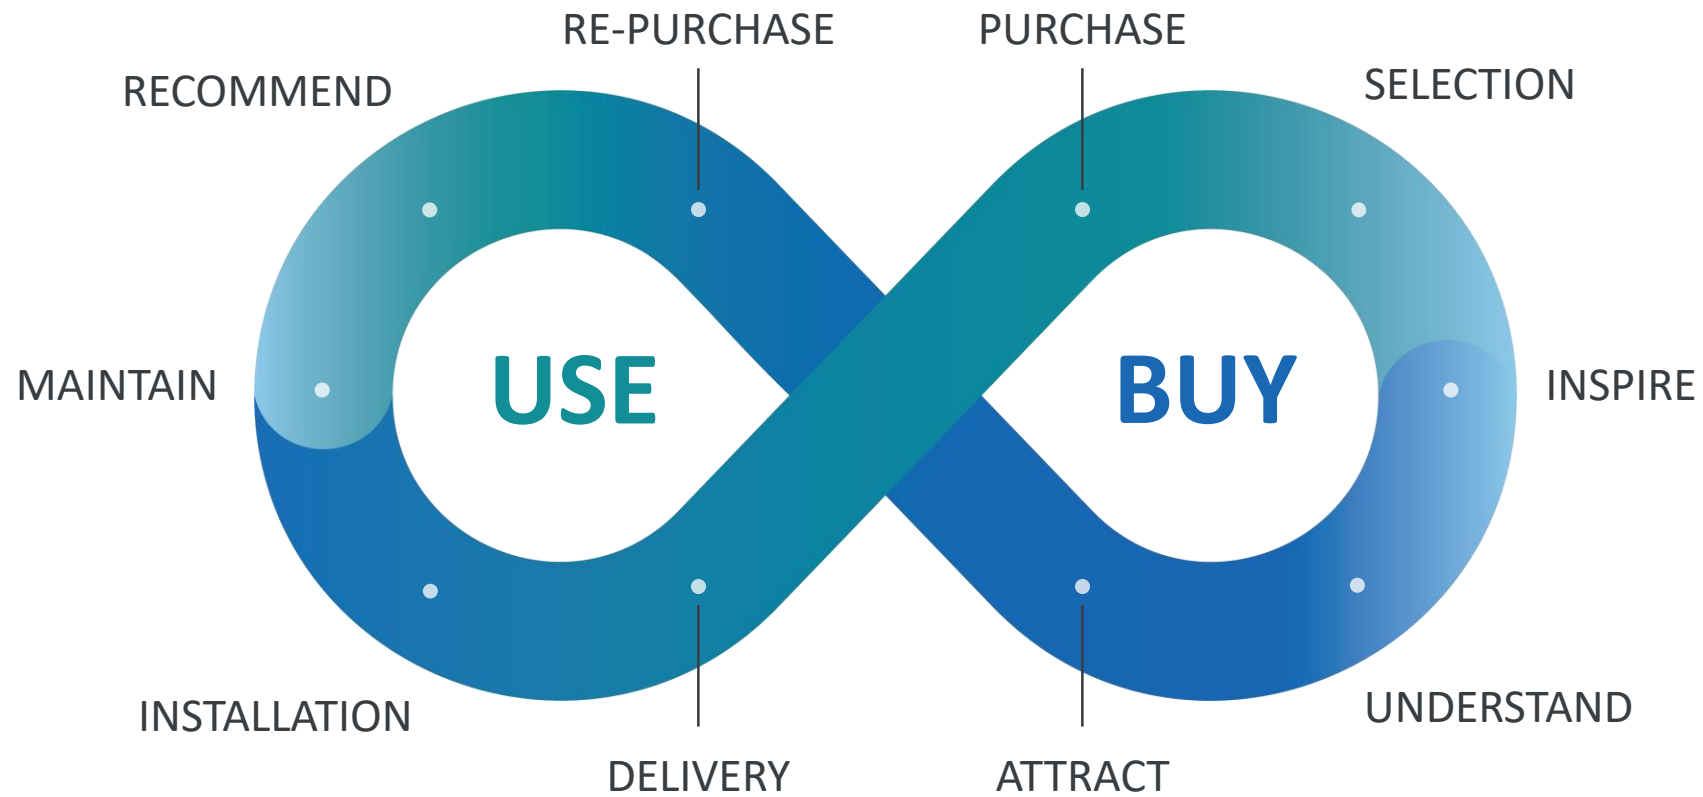 RE-PURCHASE
PURCHASE
RECOMMEND
SELECTION
MAINTAIN
USE
BUY
INSPIRE
INSTALLATION
UNDERSTAND
DELIVERY
ATTRACT